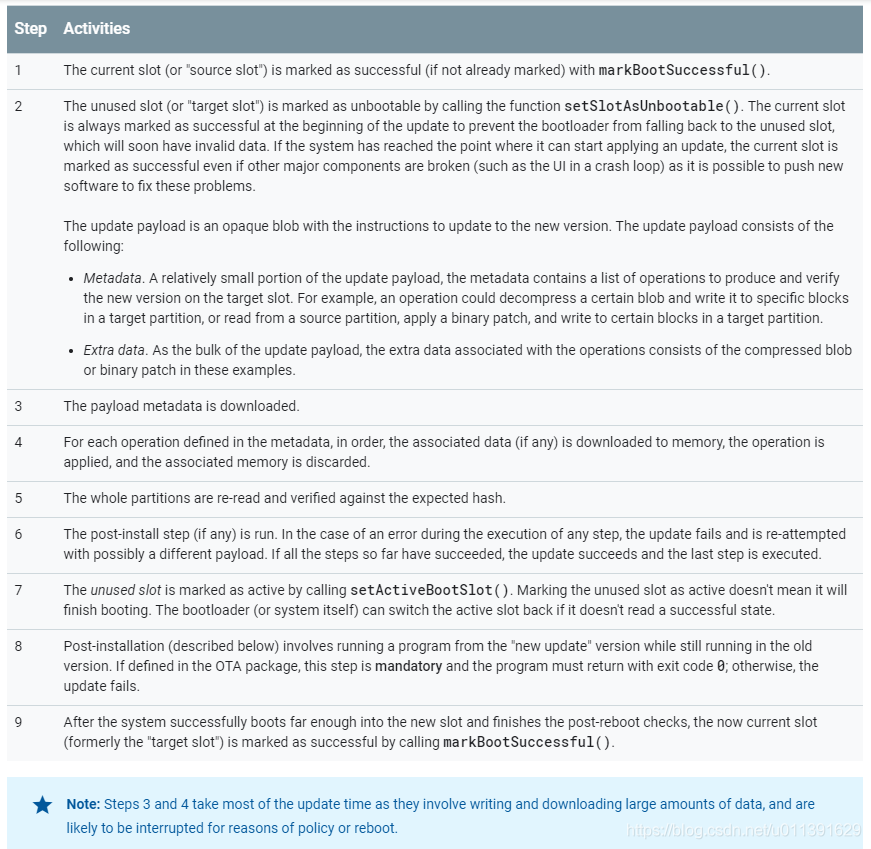 Step Activities
1 The current slot (or "source slot") is marked as successful (if not already marked) with markBootSuccessful().
2 The unused slot (or "target slot") is marked as unbootable by calling the function setSlotAsUnbootable(). The current slot
is always marked as successful at the beginning of the update to prevent the bootloader from falling back to the unused slot,
which will soon have invalid data. If the system has reached the point where it can start applying an update, the current slot is
marked as successful even if other major components are broken (such as the UI in a crash loop) as it is possible to push new
software to fix these problems.
The update payload is an opaque blob with the instructions to update to the new version. The update payload consists of the
following:
• Metadata. A relatively small portion of the update payload, the metadata contains a list of operations to produce and verify
the new version on the target slot. For example, an operation could decompress a certain blob and write it to specific blocks
in a target partition, or read from a source partition, apply a binary patch, and write to certain blocks in a target partition.
• Extra data. As the bulk of the update payload, the extra data associated with the operations consists of the compressed blob
or binary patch in these examples.
3 The payload metadata is downloaded.
4 For each operation defined in the metadata, in order, the associated data (if any) is downloaded to memory, the operation is
applied, and the associated memory is discarded.
5 The whole partitions are re-read and verified against the expected hash.
6 The post-install step (if any) is run. In the case of an error during the execution of any step, the update fails and is re-attempted
with possibly a different payload. If all the steps so far have succeeded, the update succeeds and the last step is executed.
7 The unused slot is marked as active by calling setActiveBootSlot(). Marking the unused slot as active doesn't mean it will
finish booting. The bootloader (or system itself) can switch the active slot back if it doesn't read a successful state.
8 Post-installation (described below) involves running a program from the "new update" version while still running in the old
version. If defined in the OTA package, this step is mandatory and the program must return with exit code 0; otherwise, the
update fails.
9 After the system successfully boots far enough into the new slot and finishes the post-reboot checks, the now current slot
(formerly the "target slot") is marked as successful by calling markBootSuccessful().
Note: Steps 3 and 4 take most of the update time as they involve writing and downloading large amounts of data, and are
likely to be interrupted for reasons of policy or reboot.
https://blog.csdn.net/u011391629